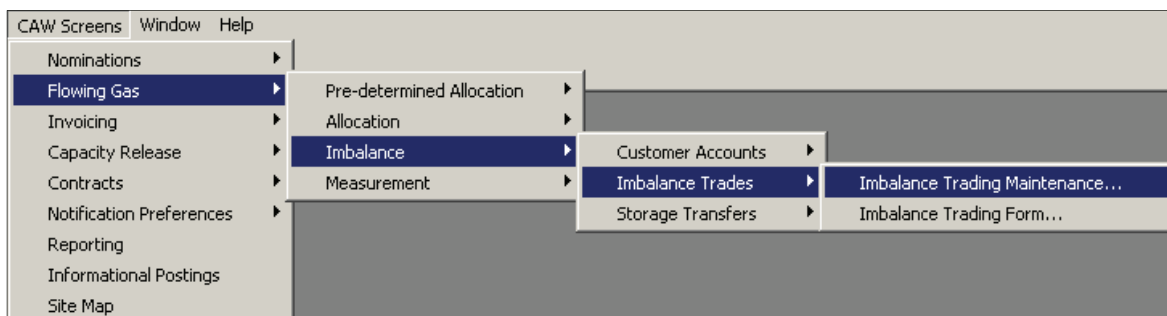 CAW Screens Window Help
Nominations
Flowing Gas
Invoicing
Capacity Release
Contracts
Notification Preferences
Reporting
Informational Postings
Site Map
Pre-determined Allocation
Allocation
Imbalance
Measurement
Customer Accounts
Imbalance Trades
Storage Transfers
Imbalance Trading Maintenance...
Imbalance Trading Form...